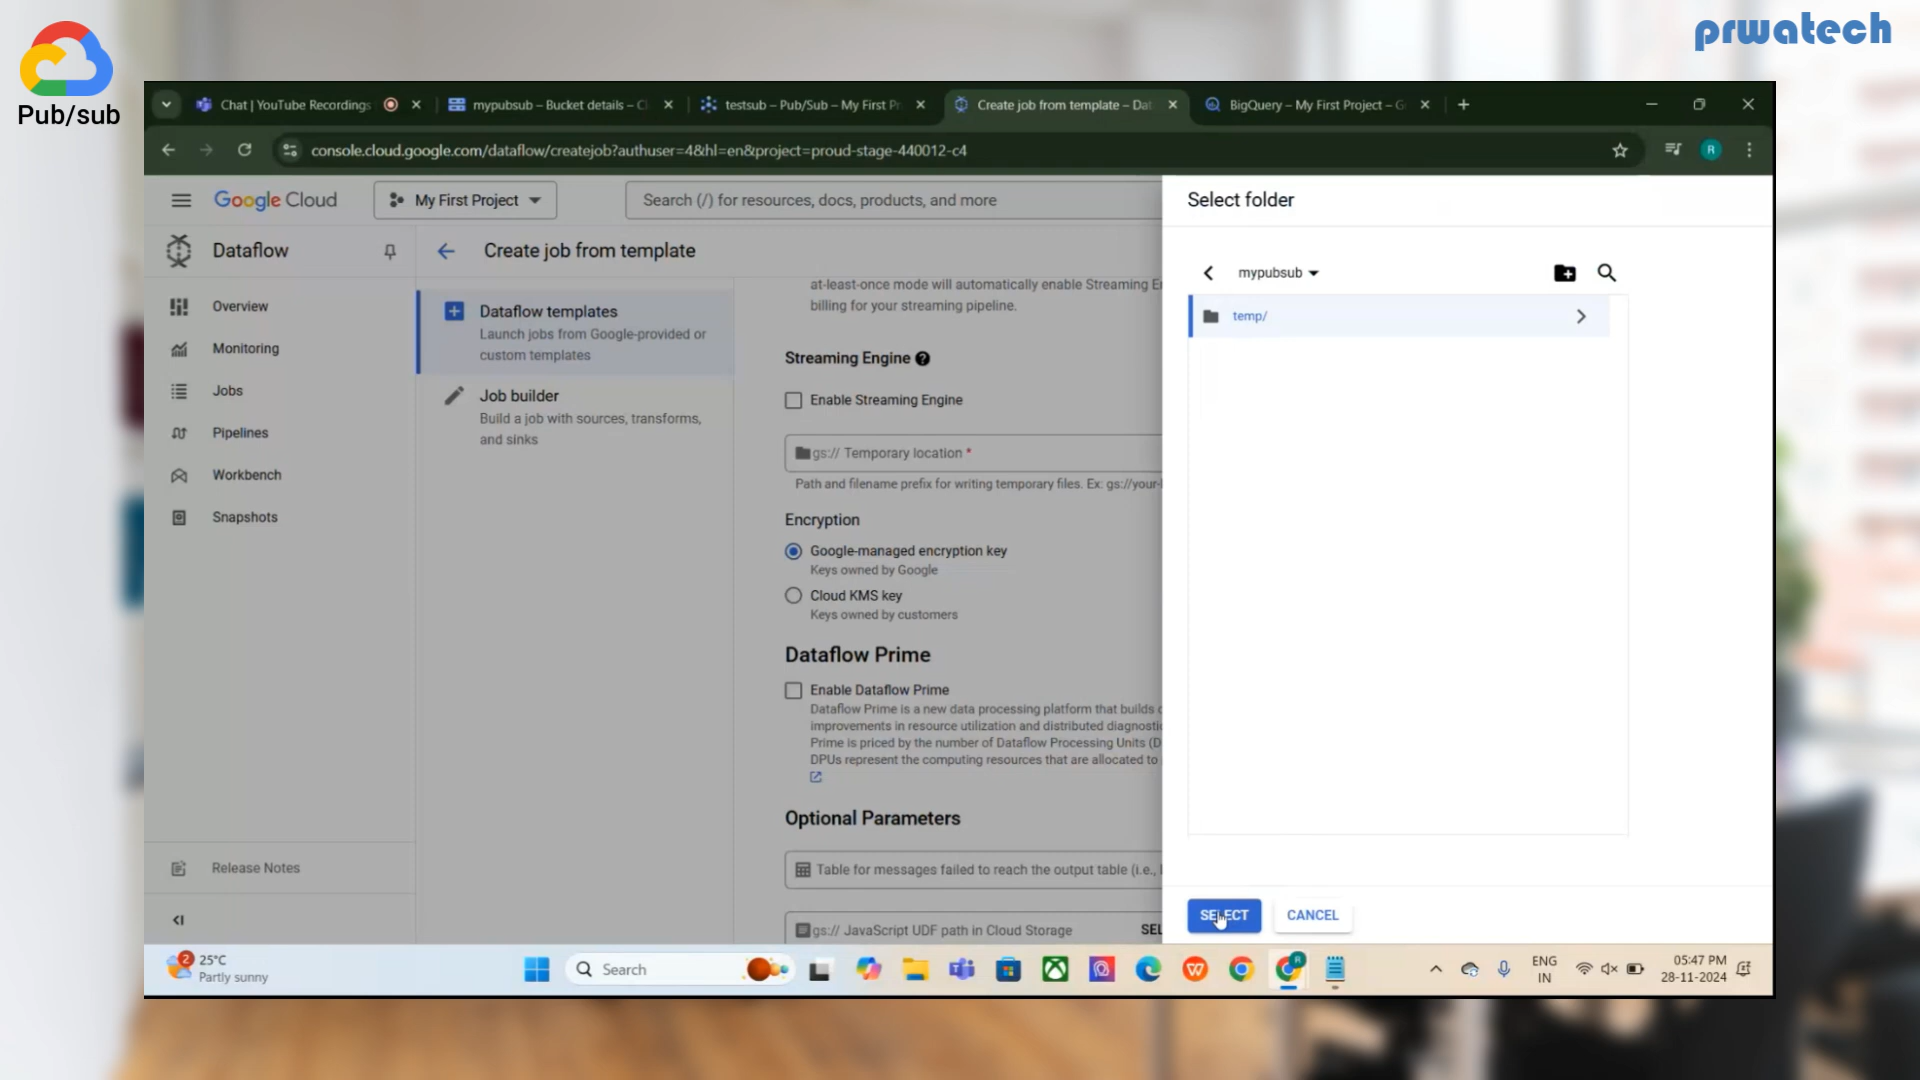 Pub/sub
prwatech
Chat | YouTube Recordings
mypubsub – Bucket details – C
testsub – Pub/Sub – My First Pr
Create job from template – Dat
BigQuery – My First Project – G
console.cloud.google.com/dataflow/createjob?authuser=4&hl=en&project=proud-stage-440012-c4
R
Google Cloud
My First Project
Search (/) for resources, docs, products, and more
Select folder
Dataflow
Create job from template
mypubsub
temp/
Overview
Monitoring
Jobs
Pipelines
Workbench
Snapshots
Release Notes
Dataflow templates
Launch jobs from Google-provided or
custom templates
Job builder
Build a job with sources, transforms,
and sinks
at-least-once mode will automatically enable Streaming E
billing for your streaming pipeline.
Streaming Engine
Enable Streaming Engine
gs:// Temporary location *
Path and filename prefix for writing temporary files. Ex: gs://your-
Encryption
Google-managed encryption key
Keys owned by Google
Cloud KMS key
Keys owned by customers
Dataflow Prime
Enable Dataflow Prime
Dataflow Prime is a new data processing platform that builds
improvements in resource utilization and distributed diagnosti
Prime is priced by the number of Dataflow Processing Units (D
DPUs represent the computing resources that are allocated to
Optional Parameters
Table for messages failed to reach the output table (i.e.,
gs:// JavaScript UDF path in Cloud Storage
SEL
SELECT
CANCEL
2
25°C
Partly sunny
Search
R
ENG
IN
05:47 PM
28-11-2024